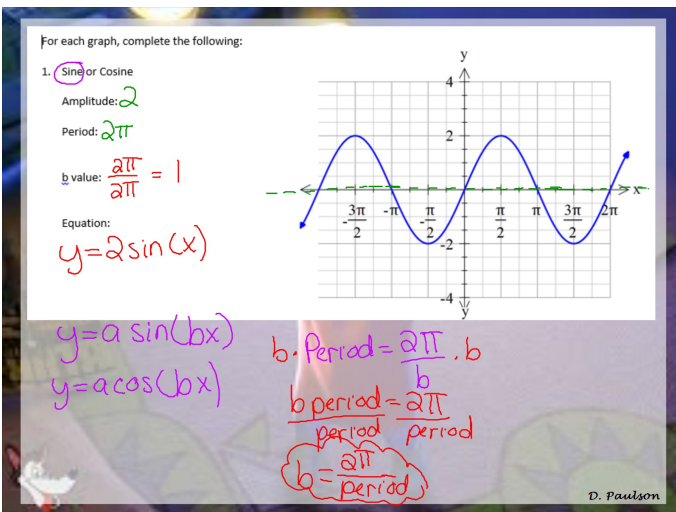 For each graph, complete the following:
1. Sine or Cosine
Amplitude: 2
Period: 2π
b value: 2π/2π = 1
Equation:
y=2sin(x)
y
4
2
-2
-4
y
x
-3π/2 -π -π/2 π/2 π 3π/2 2π
y=a sin(bx)
y=acos(bx)
b·Period = 2π/b ·b
b period/period = 2π/period
b = 2π/period
D. Paulson